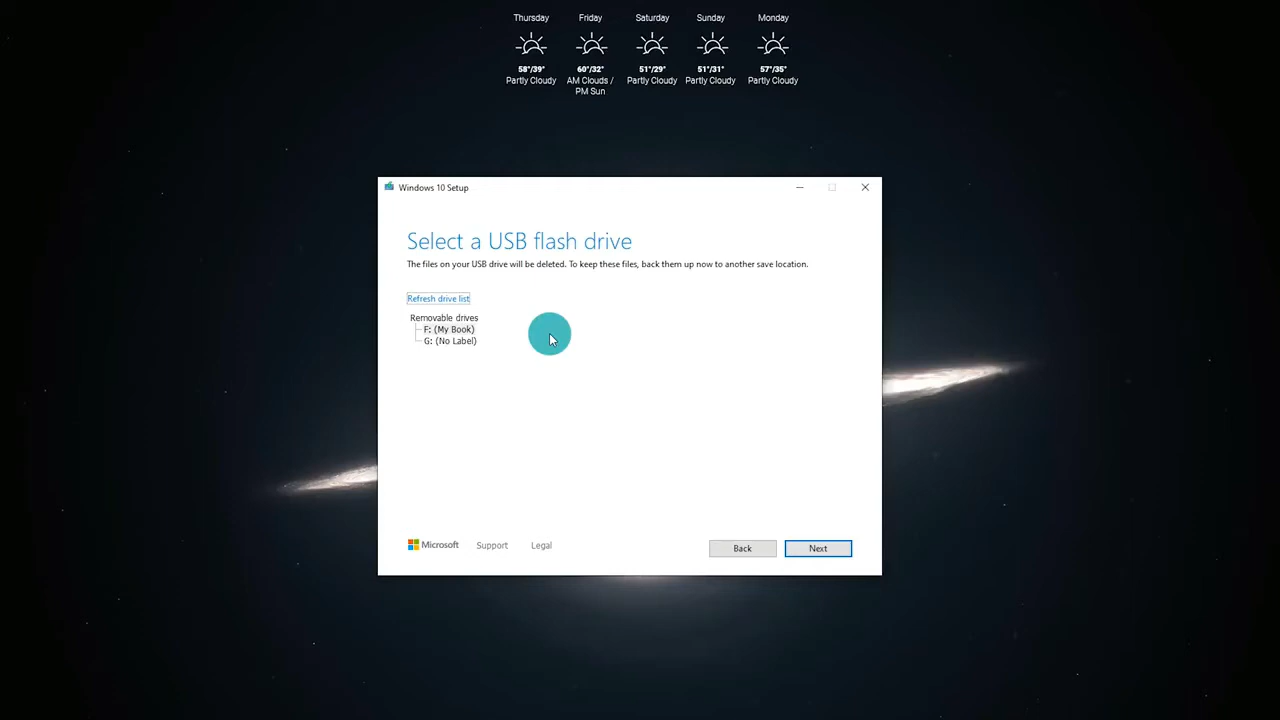 Thursday
Friday
Saturday
Sunday
Monday
58°/39°
60°/32°
51°/29°
51°/31°
57°/35°
Partly Cloudy
AM Clouds /
PM Sun
Partly Cloudy
Partly Cloudy
Partly Cloudy
Windows 10 Setup
Select a USB flash drive
The files on your USB drive will be deleted. To keep these files, back them up now to another save location.
Refresh drive list
Removable drives
F: (My Book)
G: (No Label)
Microsoft
Support
Legal
Back
Next